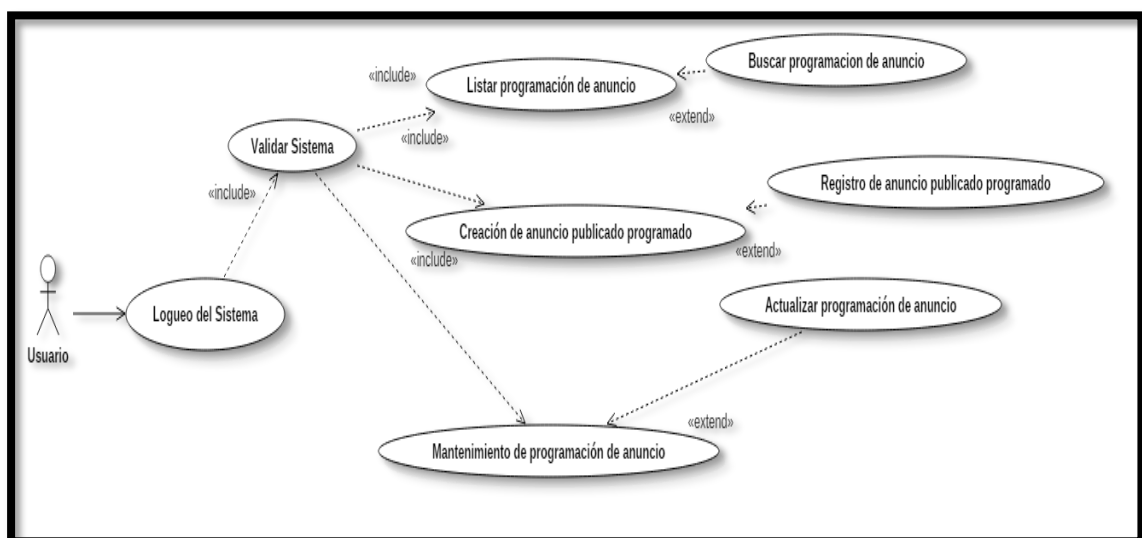 Buscar programacion de anuncio
«include»
Listar programación de anuncio
«extend»
«include»
Validar Sistema
Registro de anuncio publicado programado
«include»
Creación de anuncio publicado programado
«extend»
«include»
Actualizar programación de anuncio
Logueo del Sistema
Usuario
«extend»
Mantenimiento de programación de anuncio